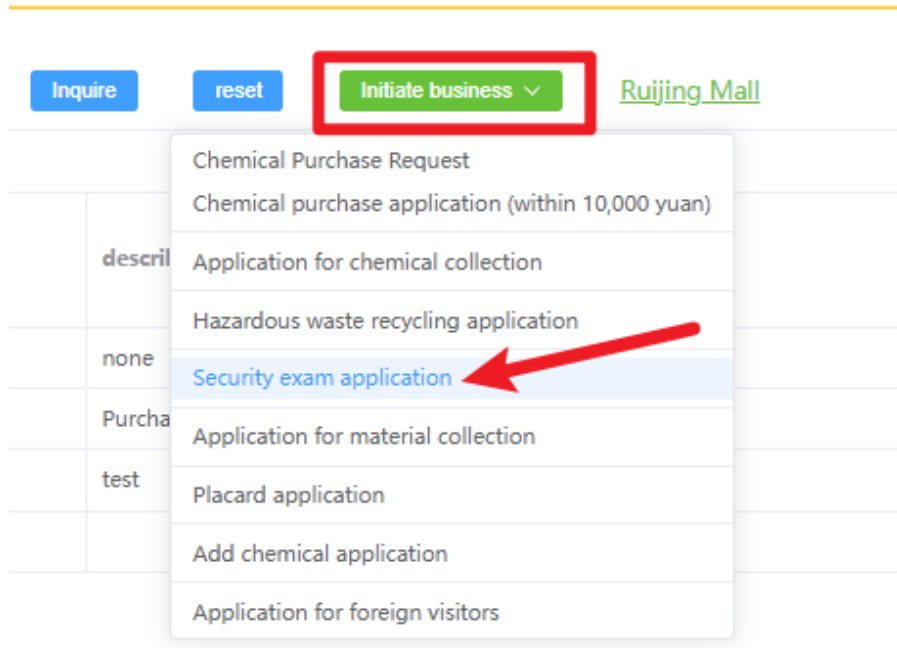 Inquire
reset
Initiate business
Ruijing Mall
Chemical Purchase Request
Chemical purchase application (within 10,000 yuan)
descril
Application for chemical collection
Hazardous waste recycling application
none
Security exam application
Purcha
Application for material collection
test
Placard application
Add chemical application
Application for foreign visitors